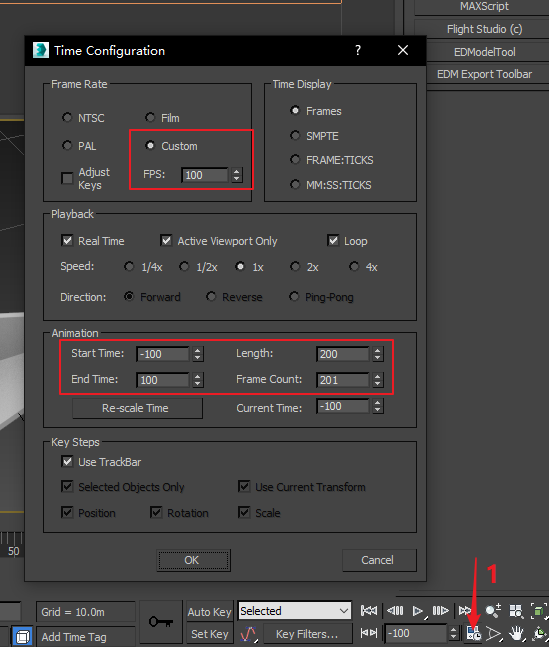 MAXScript
Flight Studio (c)
EDModelTool
EDM Export Toolbar
Time Configuration
?
Frame Rate
Time Display
NTSC
Film
Frames
PAL
Custom
SMPTE
FRAME:TICKS
Adjust
Keys
FPS:
100
MM:SS:TICKS
Playback
Real Time
Active Viewport Only
Loop
Speed:
1/4x
1/2x
1x
2x
4x
Direction:
Forward
Reverse
Ping-Pong
Animation
Start Time:
-100
Length:
200
End Time:
100
Frame Count:
201
Re-scale Time
Current Time:
-100
Key Steps
Use TrackBar
Selected Objects Only
Use Current Transform
Position
Rotation
Scale
50
OK
Cancel
1
Grid = 10.0m
Auto Key
Selected
Add Time Tag
Set Key
Key Filters...
-100